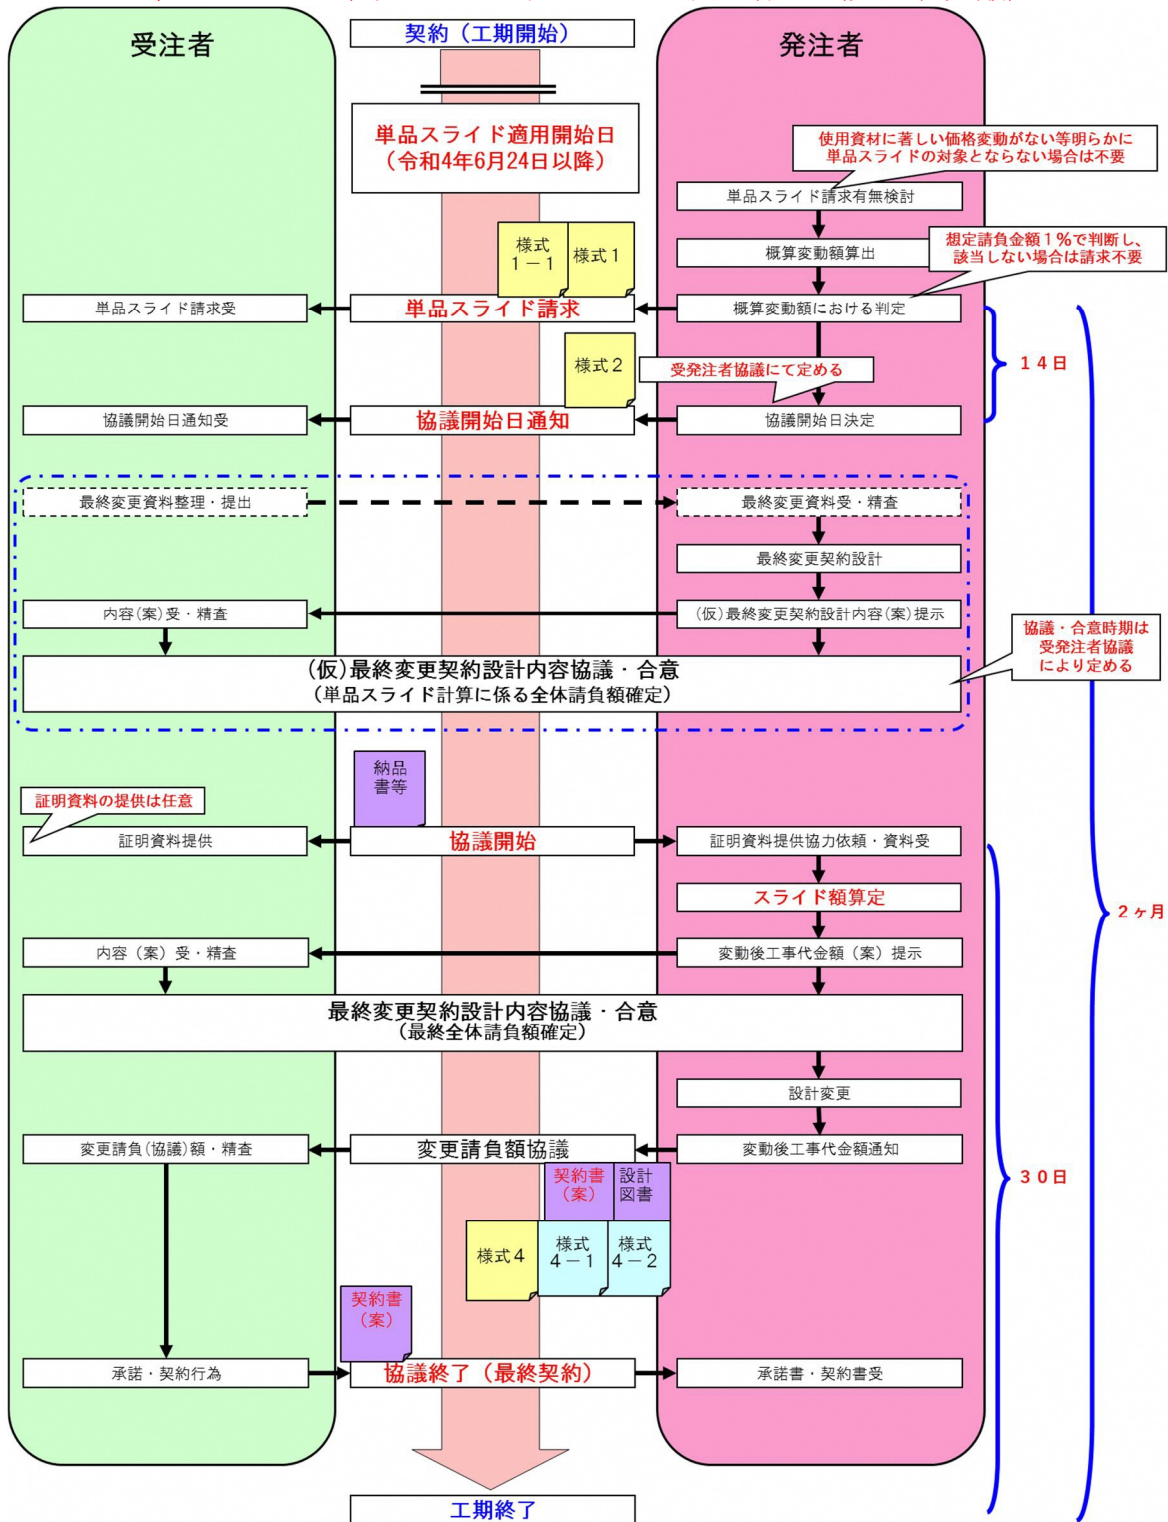 契約（工期開始）
受注者
発注者
単品スライド適用開始日
（令和4年6月24日以降）
使用資材に著しい価格変動がない等明らかに
単品スライドの対象とならない場合は不要
単品スライド請求有無検討
様式
１－１
様式１
概算変動額算出
想定請負金額１％で判断し、
該当しない場合は請求不要
単品スライド請求受
単品スライド請求
概算変動額における判定
様式２
受発注者協議にて定める
１４日
協議開始日通知受
協議開始日通知
協議開始日決定
最終変更資料整理・提出
最終変更資料受・精査
最終変更契約設計
内容(案)受・精査
(仮)最終変更契約設計内容(案)提示
協議・合意時期は
受発注者協議
により定める
(仮)最終変更契約設計内容協議・合意
（単品スライド計算に係る全体請負額確定）
納品
書等
証明資料の提供は任意
証明資料提供
協議開始
証明資料提供協力依頼・資料受
スライド額算定
２ヶ月
内容（案）受・精査
変動後工事代金額（案）提示
最終変更契約設計内容協議・合意
（最終全体請負額確定）
設計変更
変更請負(協議)額・精査
変更請負額協議
変動後工事代金額通知
契約書
（案）
設計
図書
３０日
様式４
様式
４－１
様式
４－２
契約書
（案）
承諾・契約行為
協議終了（最終契約）
承諾書・契約書受
工期終了